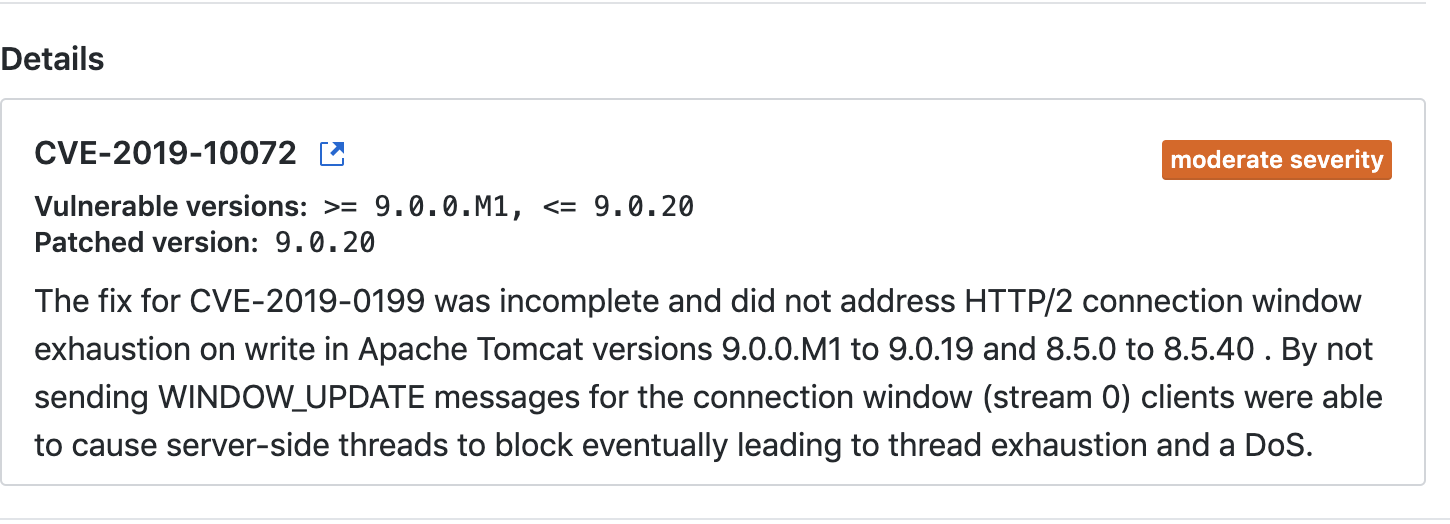 Details
CVE-2019-10072
moderate severity
Vulnerable versions: >= 9.0.0.M1, <= 9.0.20
Patched version: 9.0.20
The fix for CVE-2019-0199 was incomplete and did not address HTTP/2 connection window
exhaustion on write in Apache Tomcat versions 9.0.0.M1 to 9.0.19 and 8.5.0 to 8.5.40 . By not
sending WINDOW_UPDATE messages for the connection window (stream 0) clients were able
to cause server-side threads to block eventually leading to thread exhaustion and a DoS.